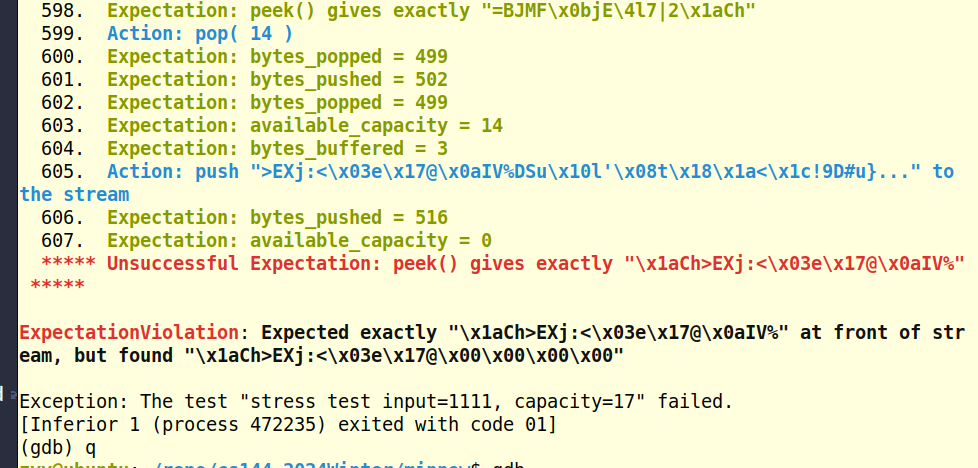 598. Expectation: peek() gives exactly "=BJMF\x0bjE\4l7|2\x1aCh"
599. Action: pop( 14 )
600. Expectation: bytes_popped = 499
601. Expectation: bytes_pushed = 502
602. Expectation: bytes_popped = 499
603. Expectation: available_capacity = 14
604. Expectation: bytes_buffered = 3
605. Action: push ">EXj:<\x03e\x17@\x0aIV%DSu\x10l'\x08t\x18\x1a<\x1c!9D#u}..." to
the stream
606. Expectation: bytes_pushed = 516
607. Expectation: available_capacity = 0
***** Unsuccessful Expectation: peek() gives exactly "\x1aCh>EXj:<\x03e\x17@\x0aIV%"
*****
ExpectationViolation: Expected exactly "\x1aCh>EXj:<\x03e\x17@\x0aIV%" at front of str
eam, but found "\x1aCh>EXj:<\x03e\x17@\x00\x00\x00\x00"
Exception: The test "stress test input=1111, capacity=17" failed.
[Inferior 1 (process 472235) exited with code 01]
(gdb) q